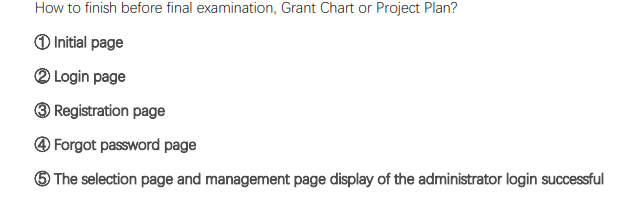 How to finish before final examination, Grant Chart or Project Plan?
① Initial page
② Login page
③ Registration page
④ Forgot password page
⑤ The selection page and management page display of the administrator login successful